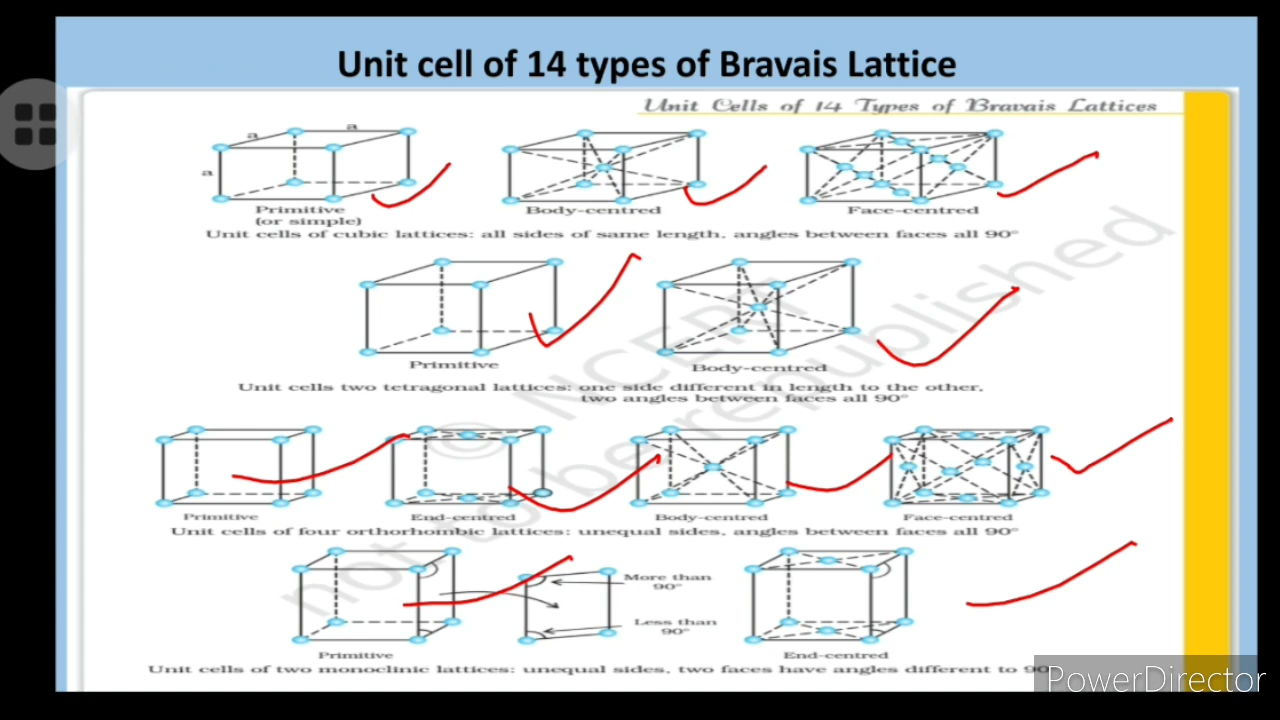 Unit cell of 14 types of Bravais Lattice
Unit Cells of 14 Types of Bravais Lattices
a a
a
Primitive
(or simple)
Body-centred
Face-centred
Unit cells of cubic lattices: all sides of same length, angles between faces all 90°
Primitive
Body-centred
Unit cells two tetragonal lattices: one side different in length to the other,
two angles between faces all 90°
Primitive
End-centred
Body-centred
Face-centred
Unit cells of four orthorhombic lattices: unequal sides, angles between faces all 90°
More than
90°
Less than
90°
Primitive
End-centred
Unit cells of two monoclinic lattices: unequal sides, two faces have angles different to 90
© NCERT
not to be republished
PowerDirector